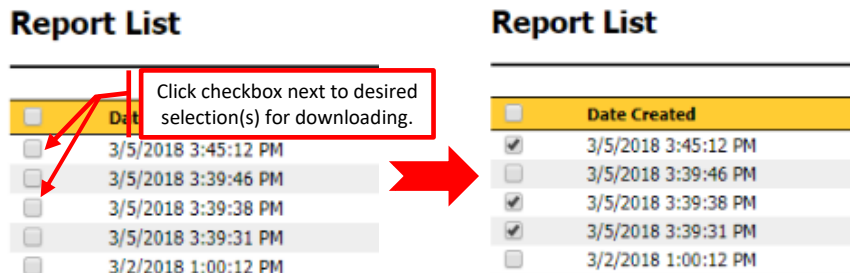 Report List
Click checkbox next to desired
selection(s) for downloading.
Dat
3/5/2018 3:45:12 PM
3/5/2018 3:39:46 PM
3/5/2018 3:39:38 PM
3/5/2018 3:39:31 PM
3/2/2018 1:00:12 PM
Report List
Date Created
3/5/2018 3:45:12 PM
3/5/2018 3:39:46 PM
3/5/2018 3:39:38 PM
3/5/2018 3:39:31 PM
3/2/2018 1:00:12 PM